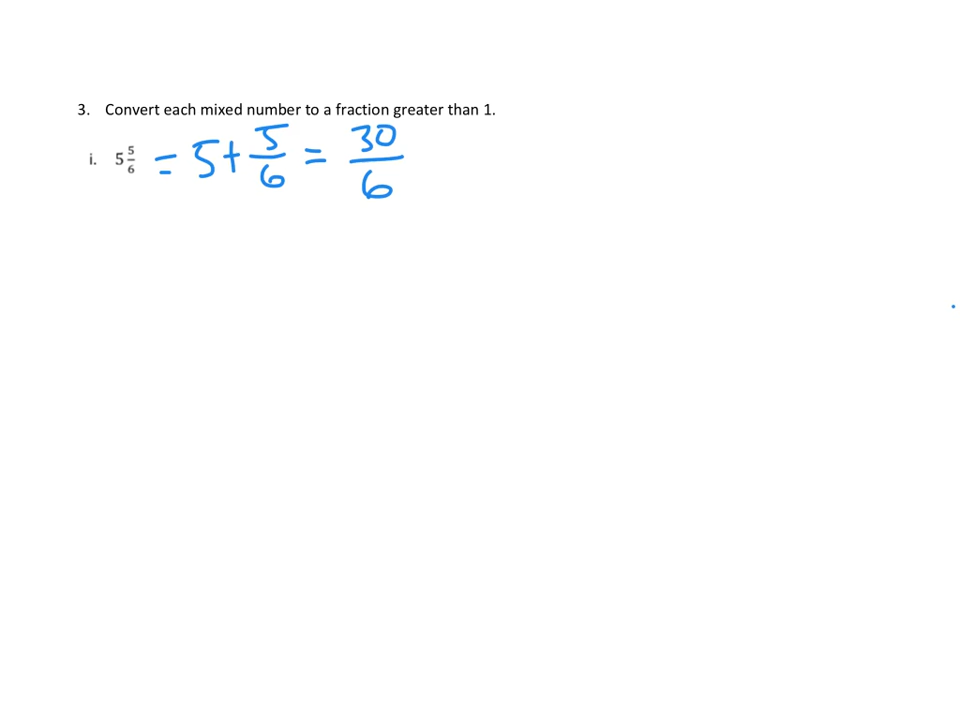 3. Convert each mixed number to a fraction greater than 1.
i. 5 5/6 = 5 + 5/6 = 30/6